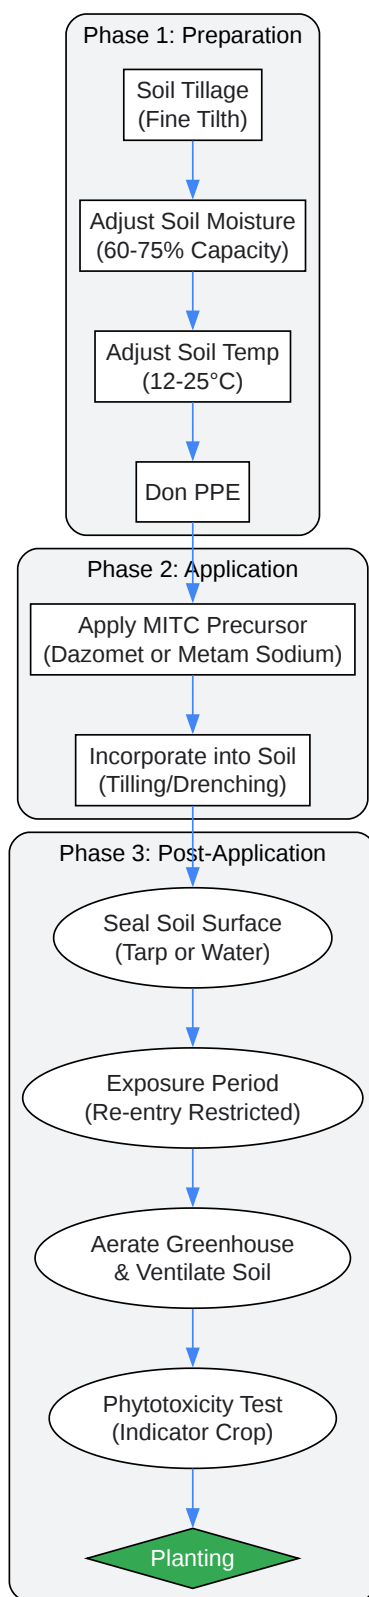 Phase 1: Preparation
Soil Tillage
(Fine Tilth)
Adjust Soil Moisture
(60-75% Capacity)
Adjust Soil Temp
(12-25°C)
Don PPE
Phase 2: Application
Apply MITC Precursor
(Dazomet or Metam Sodium)
Incorporate into Soil
(Tilling/Drenching)
Phase 3: Post-Application
Seal Soil Surface
(Tarp or Water)
Exposure Period
(Re-entry Restricted)
Aerate Greenhouse
& Ventilate Soil
Phytotoxicity Test
(Indicator Crop)
Planting